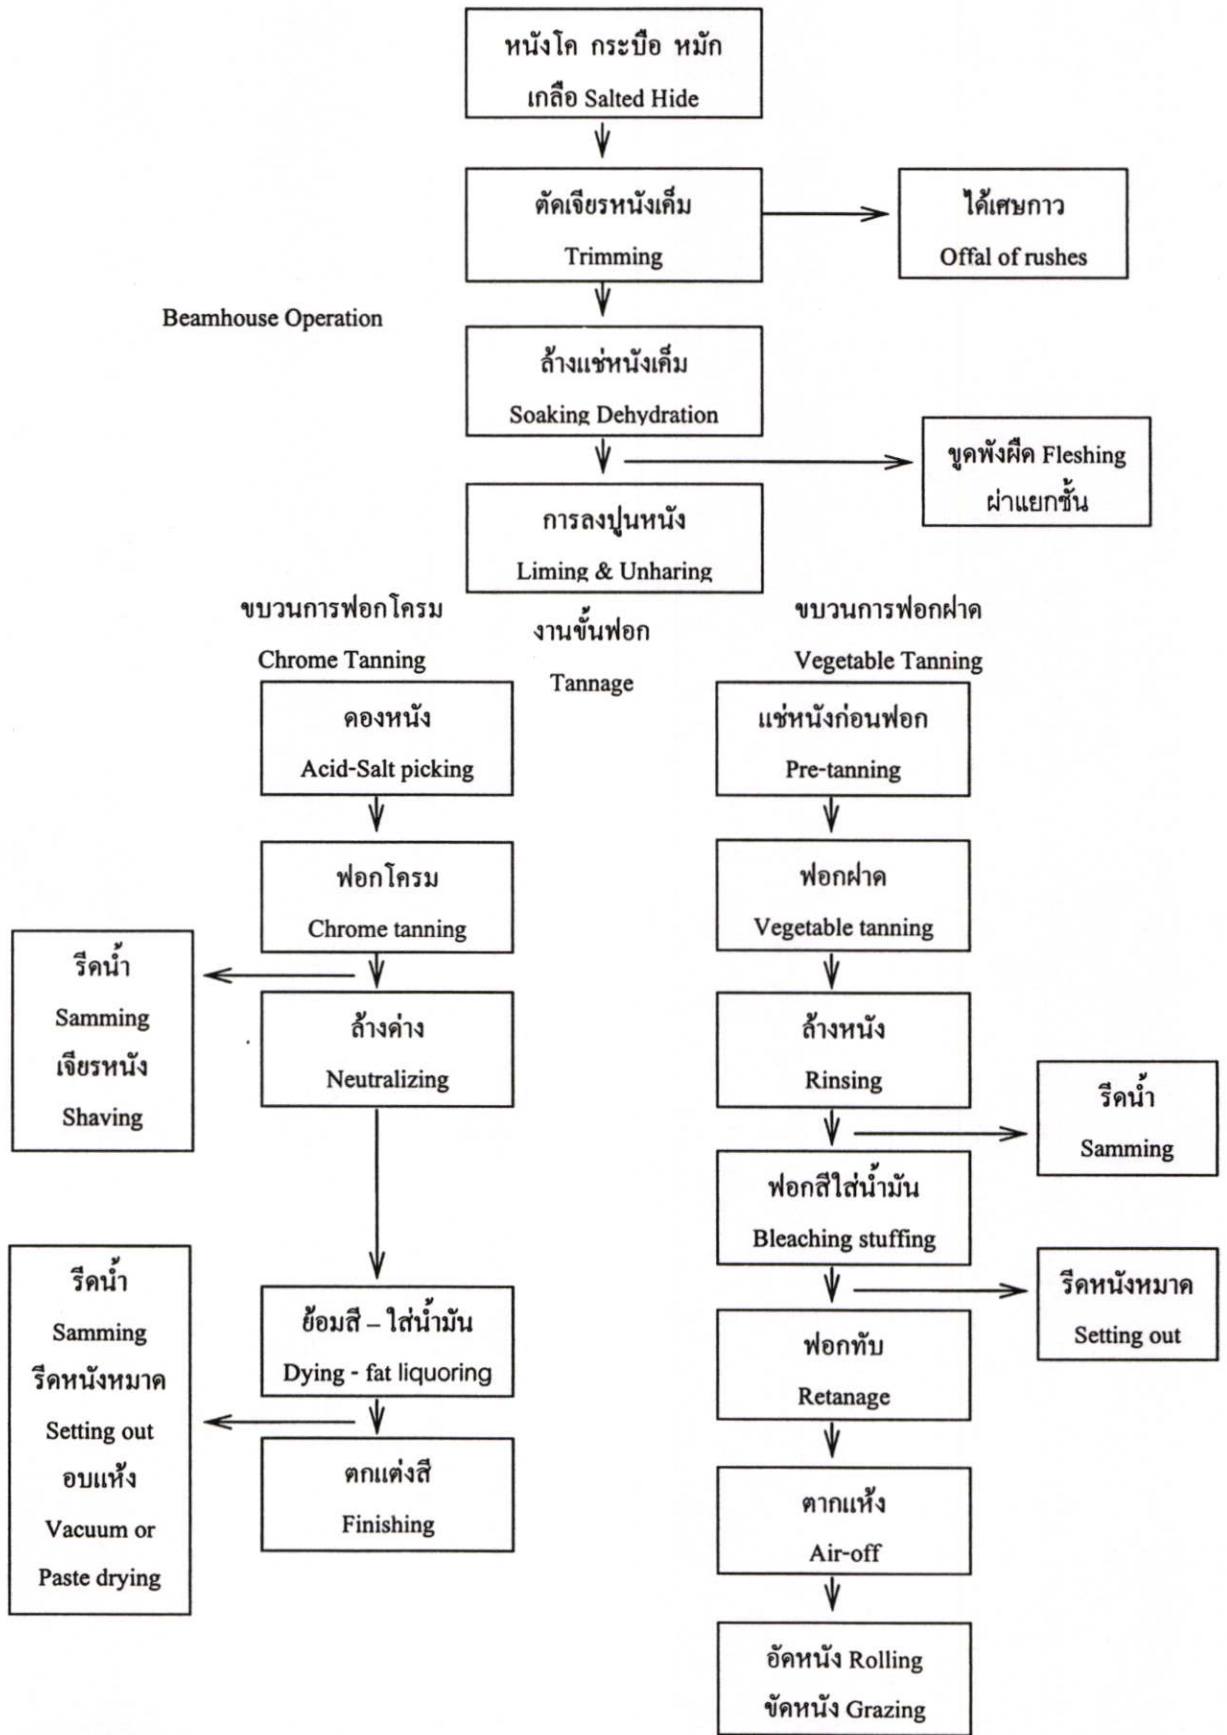 หนังโค กระบือ หมัก
เกลือ Salted Hide
ตัดเจียรหนังเค็ม
Trimming
ได้เศษกาว
Offal of rushes
Beamhouse Operation
ล้างแช่หนังเค็ม
Soaking Dehydration
ขูดพังผืด Fleshing
ผ่าแยกชั้น
การลงปูนหนัง
Liming & Unharing
ขบวนการฟอกโครม
Chrome Tanning
งานขั้นฟอก
Tannage
ขบวนการฟอกฝาด
Vegetable Tanning
ดองหนัง
Acid-Salt picking
ฟอกโครม
Chrome tanning
รีดน้ำ
Samming
เจียรหนัง
Shaving
ล้างด่าง
Neutralizing
รีดน้ำ
Samming
รีดหนังหมาด
Setting out
อบแห้ง
Vacuum or
Paste drying
ย้อมสี – ใส่น้ำมัน
Dying - fat liquoring
ตกแต่งสี
Finishing
แช่หนังก่อนฟอก
Pre-tanning
ฟอกฝาด
Vegetable tanning
ล้างหนัง
Rinsing
รีดน้ำ
Samming
ฟอกสีใส่น้ำมัน
Bleaching stuffing
รีดหนังหมาด
Setting out
ฟอกทับ
Retanage
ตากแห้ง
Air-off
อัดหนัง Rolling
ขัดหนัง Grazing